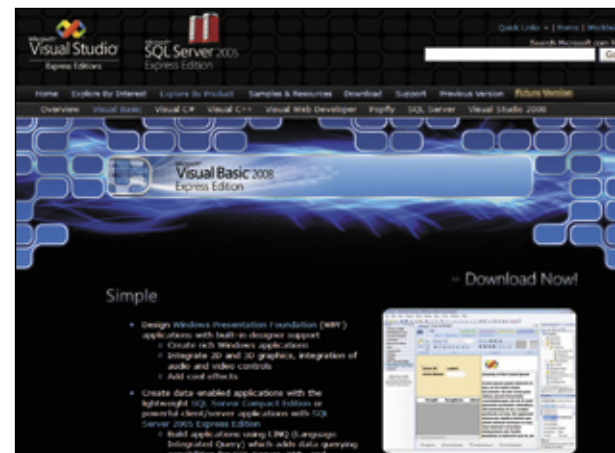 Quick Links | Home | Worldwide
Microsoft
Visual Studio
Express Editions
Microsoft
SQL Server 2005
Express Edition
Search Microsoft.com
Go
Home Explore By Interest Explore By Product Samples & Resources Download Support Previous Version Future Version
Overview Visual Basic Visual C# Visual C++ Visual Web Developer Popfly SQL Server Visual Studio 2008
Microsoft
Visual Basic 2008
Express Edition
Download Now!
Simple
Design Windows Presentation Foundation (WPF)
applications with built-in designer support
Create rich Windows applications
Integrate 2D and 3D graphics, integration of
audio and video controls
Add cool effects
Create data-enabled applications with the
lightweight SQL Server Compact Edition or
powerful client/server applications with SQL
Server 2005 Express Edition
Build applications using LINQ (Language
Integrated Query) which adds data querying